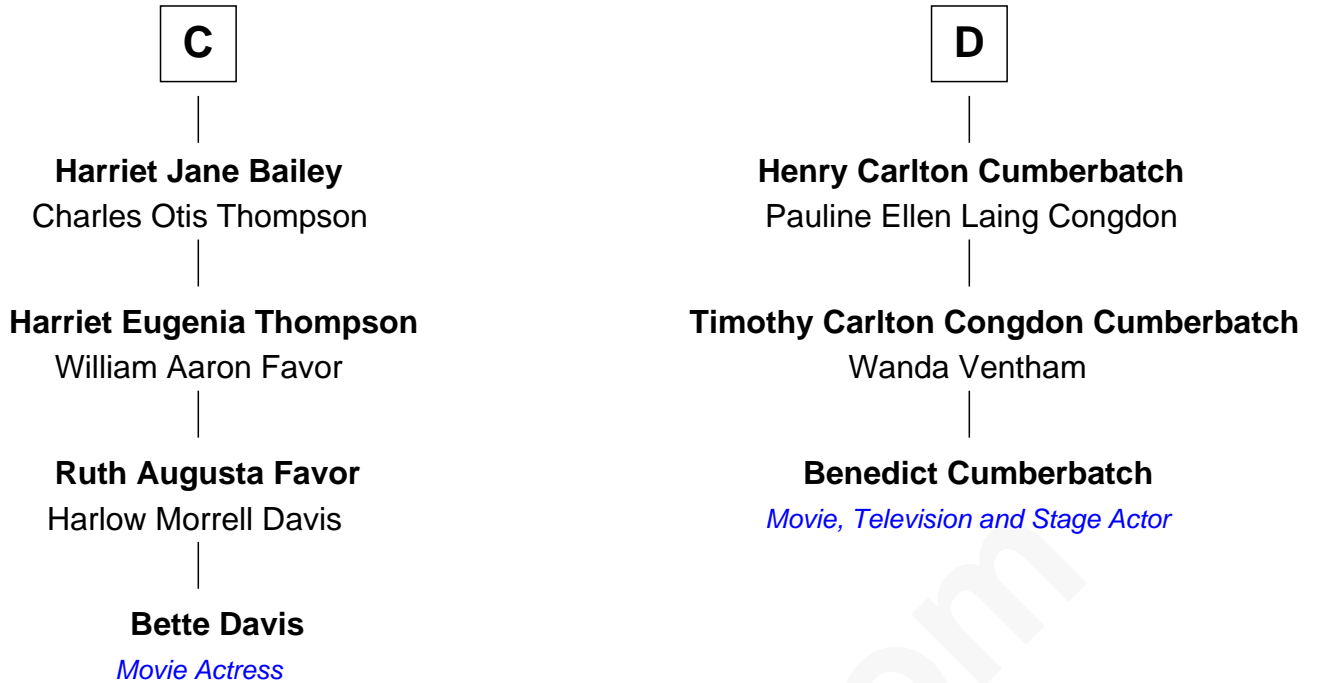 C
Harriet Jane Bailey
Charles Otis Thompson
Harriet Eugenia Thompson
William Aaron Favor
Ruth Augusta Favor
Harlow Morrell Davis
Bette Davis
Movie Actress
D
Henry Carlton Cumberbatch
Pauline Ellen Laing Congdon
Timothy Carlton Congdon Cumberbatch
Wanda Ventham
Benedict Cumberbatch
Movie, Television and Stage Actor
om